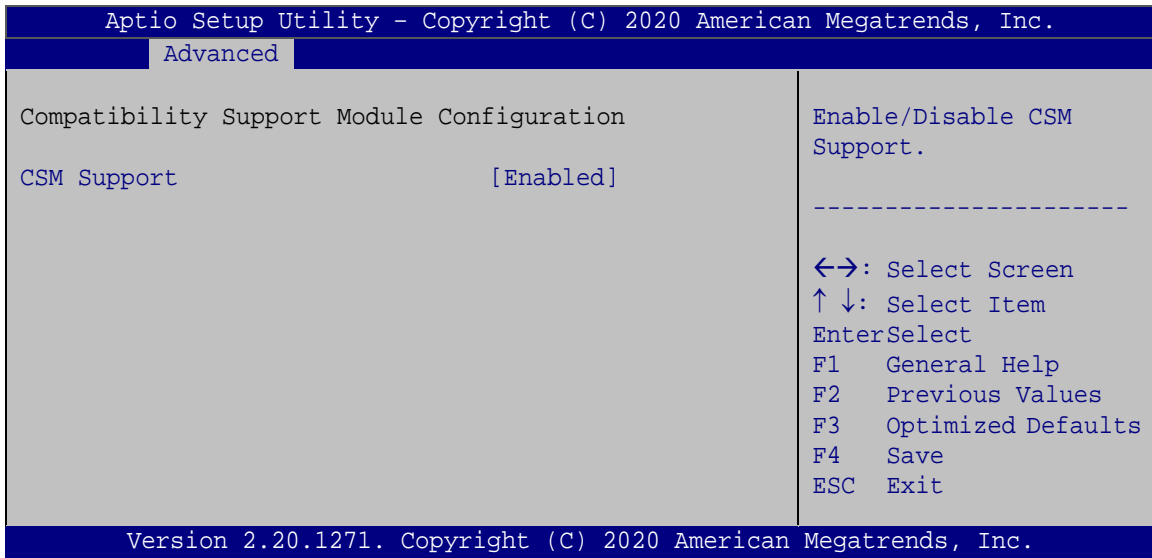 Aptio Setup Utility – Copyright (C) 2020 American Megatrends, Inc.
Advanced
Compatibility Support Module Configuration
CSM Support [Enabled]
Enable/Disable CSM
Support.
----------------------
←→: Select Screen
↑ ↓: Select Item
EnterSelect
F1 General Help
F2 Previous Values
F3 Optimized Defaults
F4 Save
ESC Exit
Version 2.20.1271. Copyright (C) 2020 American Megatrends, Inc.